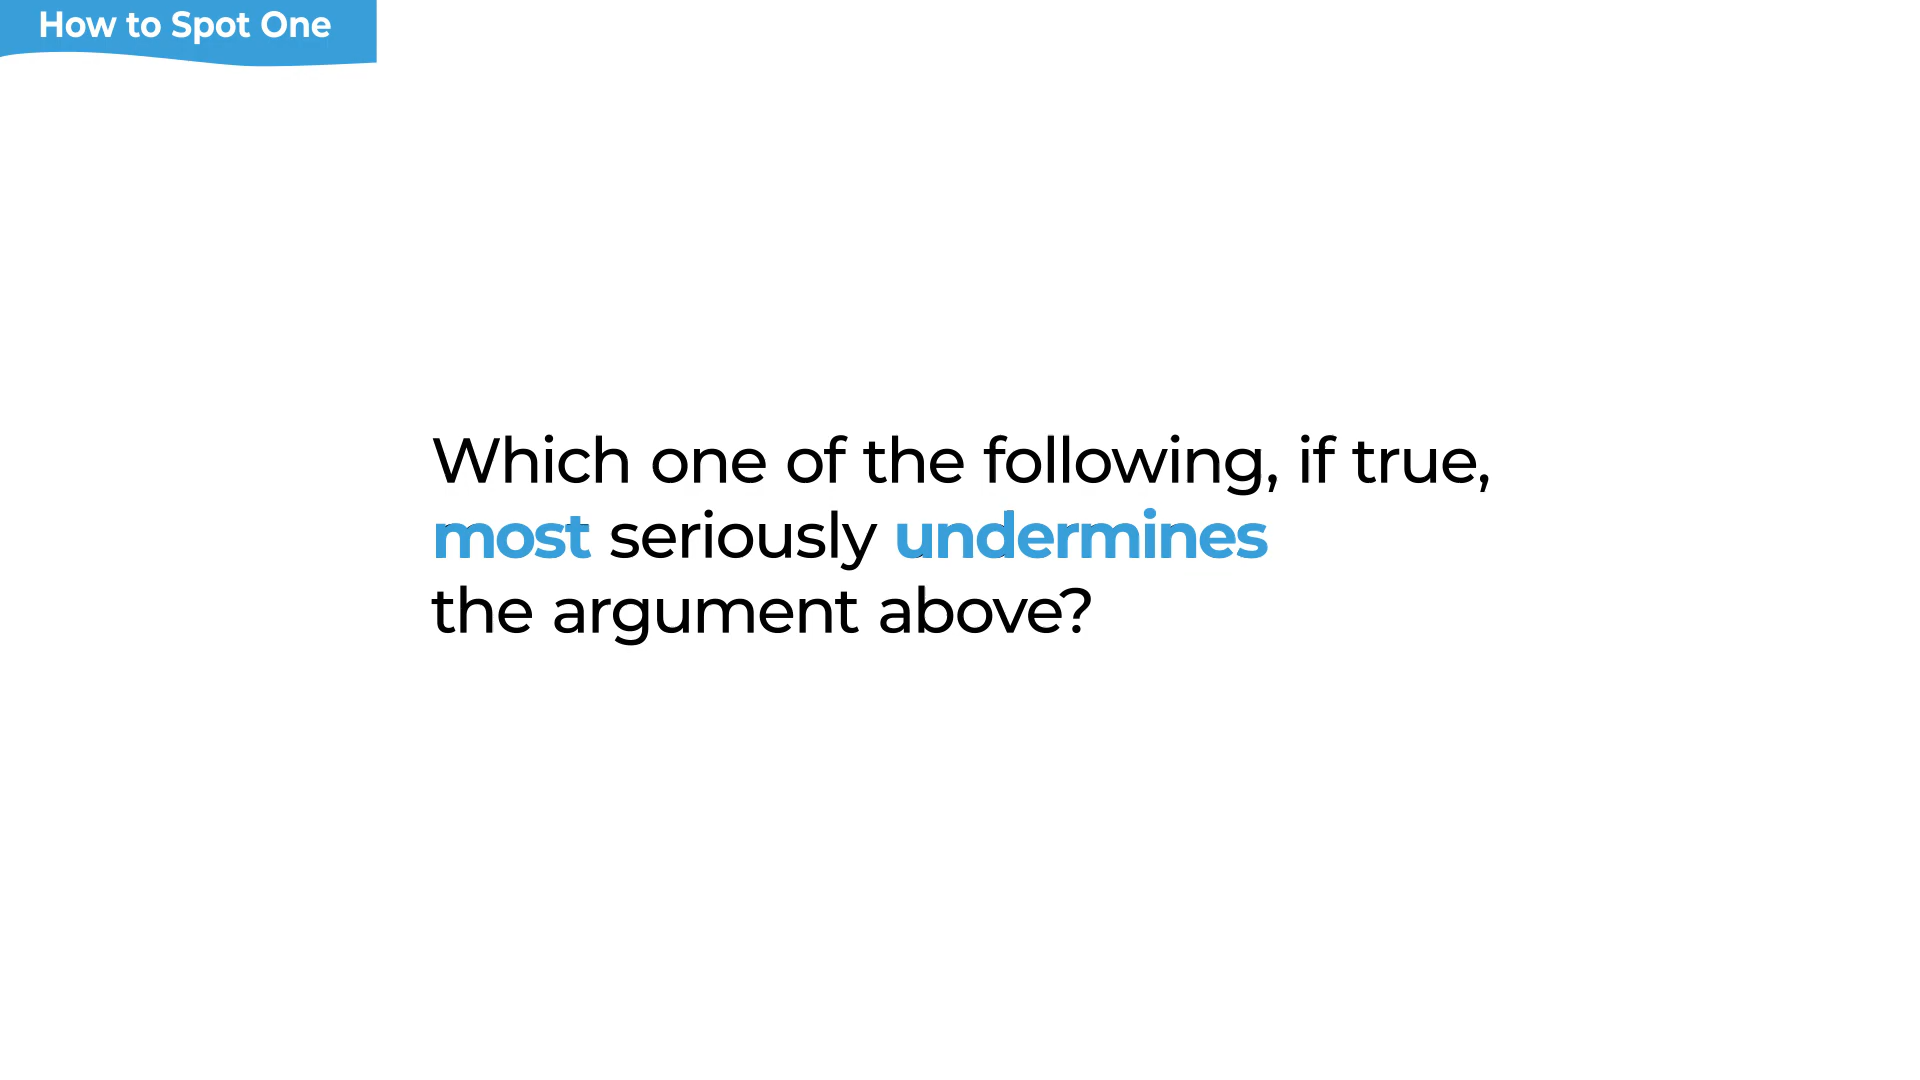 How to Spot One
Which one of the following, if true,
most seriously undermines
the argument above?